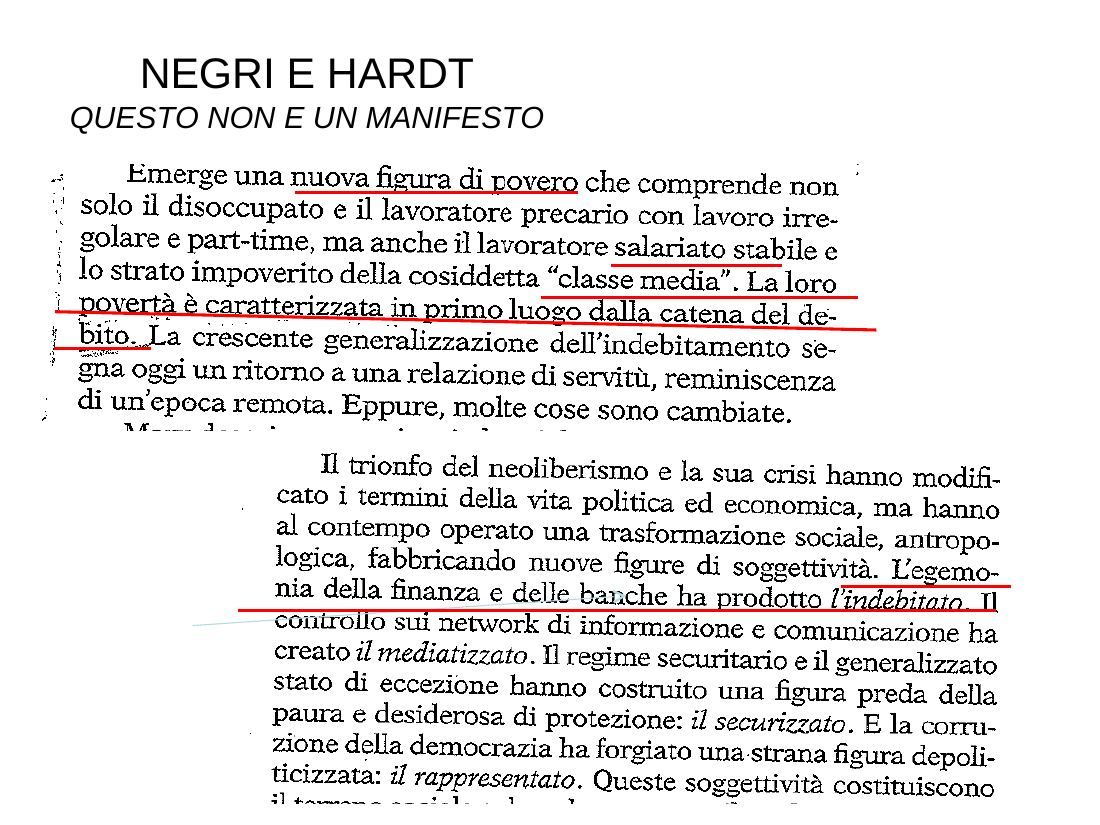 NEGRI E HARDT
QUESTO NON E UN MANIFESTO
Emerge una nuova figura di povero che comprende non
solo il disoccupato e il lavoratore precario con lavoro irre-
golare e part-time, ma anche il lavoratore salariato stabile e
lo strato impoverito della cosiddetta “classe media”. La loro
povertà è caratterizzata in primo luogo dalla catena del de-
bito. La crescente generalizzazione dell’indebitamento se-
gna oggi un ritorno a una relazione di servitù, reminiscenza
di un’epoca remota. Eppure, molte cose sono cambiate.
Il trionfo del neoliberismo e la sua crisi hanno modifi-
cato i termini della vita politica ed economica, ma hanno
al contempo operato una trasformazione sociale, antropo-
logica, fabbricando nuove figure di soggettività. L’egemo-
nia della finanza e delle banche ha prodotto l’indebitato. Il
controllo sui network di informazione e comunicazione ha
creato il mediatizzato. Il regime securitario e il generalizzato
stato di eccezione hanno costruito una figura preda della
paura e desiderosa di protezione: il securizzato. E la corru-
zione della democrazia ha forgiato una strana figura depoli-
ticizzata: il rappresentato. Queste soggettività costituiscono